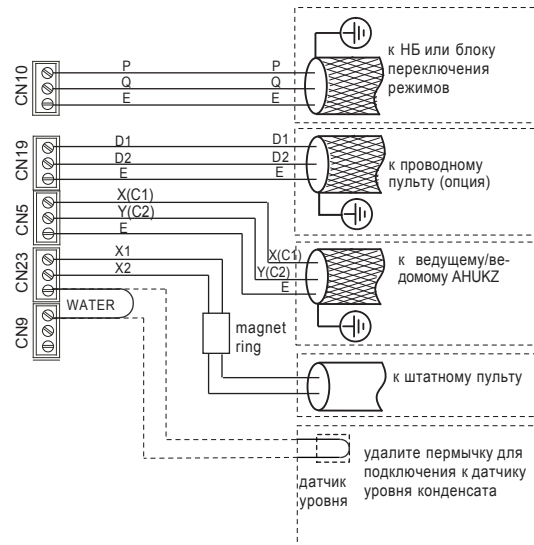 к НБ или блоку
переключения
режимов
CN10
P
P
Q
Q
E
E
CN19
D1
D1
D2
D2
E
E
к проводному
пульту (опция)
CN5
X(C1)
Y(C2)
E
X(C1)
Y(C2)
E
к ведущему/ве-
домому AHUKZ
CN23
X1
X2
WATER
CN9
magnet
ring
к штатному пульту
датчик
уровня
удалите пермычку для
подключения к датчику
уровня конденсата